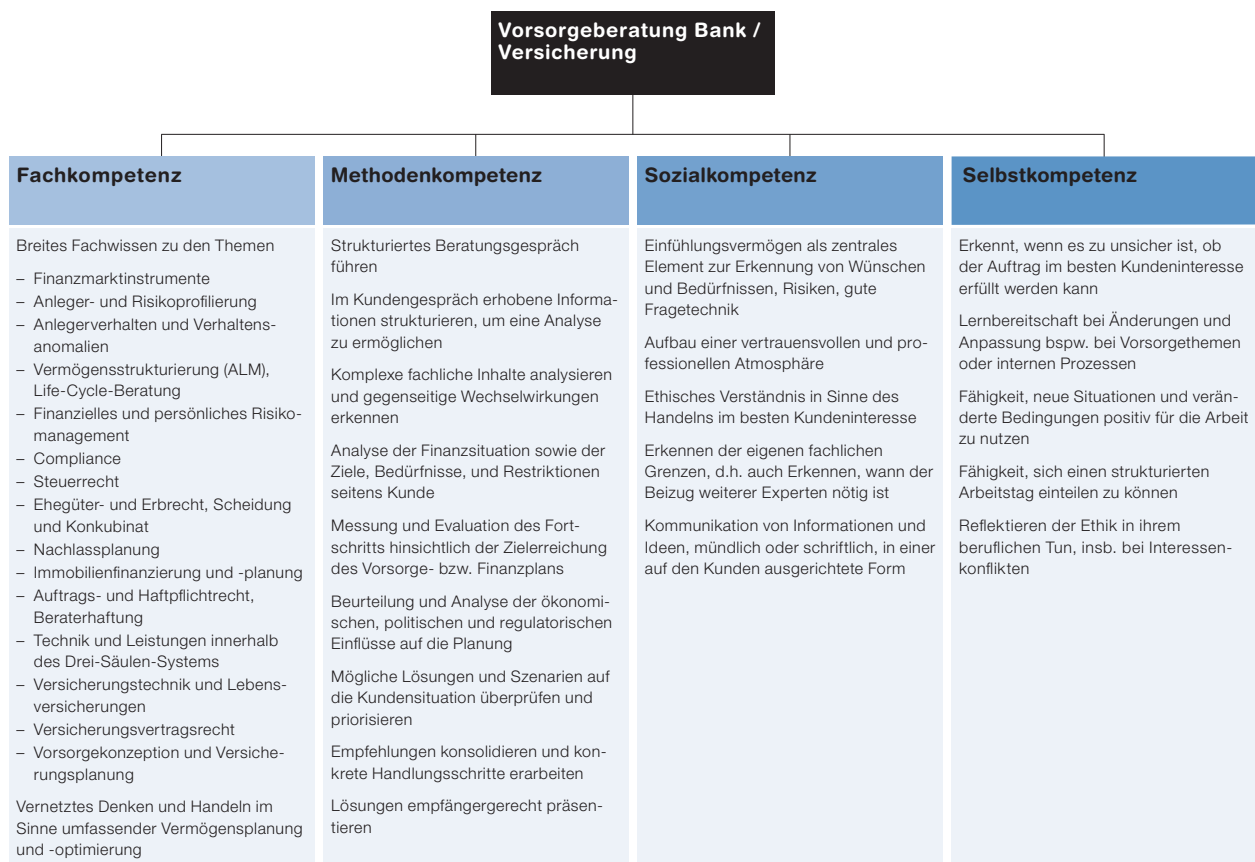 Vorsorgeberatung Bank /
Versicherung
Fachkompetenz
Breites Fachwissen zu den Themen
– Finanzmarktinstrumente
– Anleger- und Risikoprofilierung
– Anlegerverhalten und Verhaltens-
anomalien
– Vermögensstrukturierung (ALM),
Life-Cycle-Beratung
– Finanzielles und persönliches Risiko-
management
– Compliance
– Steuerrecht
– Ehegüter- und Erbrecht, Scheidung
und Konkubinat
– Nachlassplanung
– Immobilienfinanzierung und -planung
– Auftrags- und Haftpflichtrecht,
Beraterhaftung
– Technik und Leistungen innerhalb
des Drei-Säulen-Systems
– Versicherungstechnik und Lebens-
versicherungen
– Versicherungsvertragsrecht
– Vorsorgekonzeption und Versiche-
rungsplanung
Vernetztes Denken und Handeln im
Sinne umfassender Vermögensplanung
und -optimierung
Methodenkompetenz
Strukturiertes Beratungsgespräch
führen
Im Kundengespräch erhobene Informa-
tionen strukturieren, um eine Analyse
zu ermöglichen
Komplexe fachliche Inhalte analysieren
und gegenseitige Wechselwirkungen
erkennen
Analyse der Finanzsituation sowie der
Ziele, Bedürfnisse, und Restriktionen
seitens Kunde
Messung und Evaluation des Fort-
schritts hinsichtlich der Zielerreichung
des Vorsorge- bzw. Finanzplans
Beurteilung und Analyse der ökonomi-
schen, politischen und regulatorischen
Einflüsse auf die Planung
Mögliche Lösungen und Szenarien auf
die Kundensituation überprüfen und
priorisieren
Empfehlungen konsolidieren und kon-
krete Handlungsschritte erarbeiten
Lösungen empfängergerecht präsen-
tieren
Sozialkompetenz
Einfühlungsvermögen als zentrales
Element zur Erkennung von Wünschen
und Bedürfnissen, Risiken, gute
Fragetechnik
Aufbau einer vertrauensvollen und pro-
fessionellen Atmosphäre
Ethisches Verständnis in Sinne des
Handelns im besten Kundeninteresse
Erkennen der eigenen fachlichen
Grenzen, d.h. auch Erkennen, wann der
Beizug weiterer Experten nötig ist
Kommunikation von Informationen und
Ideen, mündlich oder schriftlich, in einer
auf den Kunden ausgerichtete Form
Selbstkompetenz
Erkennt, wenn es zu unsicher ist, ob
der Auftrag im besten Kundeninteresse
erfüllt werden kann
Lernbereitschaft bei Änderungen und
Anpassung bspw. bei Vorsorgethemen
oder internen Prozessen
Fähigkeit, neue Situationen und verän-
derte Bedingungen positiv für die Arbeit
zu nutzen
Fähigkeit, sich einen strukturierten
Arbeitstag einteilen zu können
Reflektieren der Ethik in ihrem
beruflichen Tun, insb. bei Interessen-
konflikten